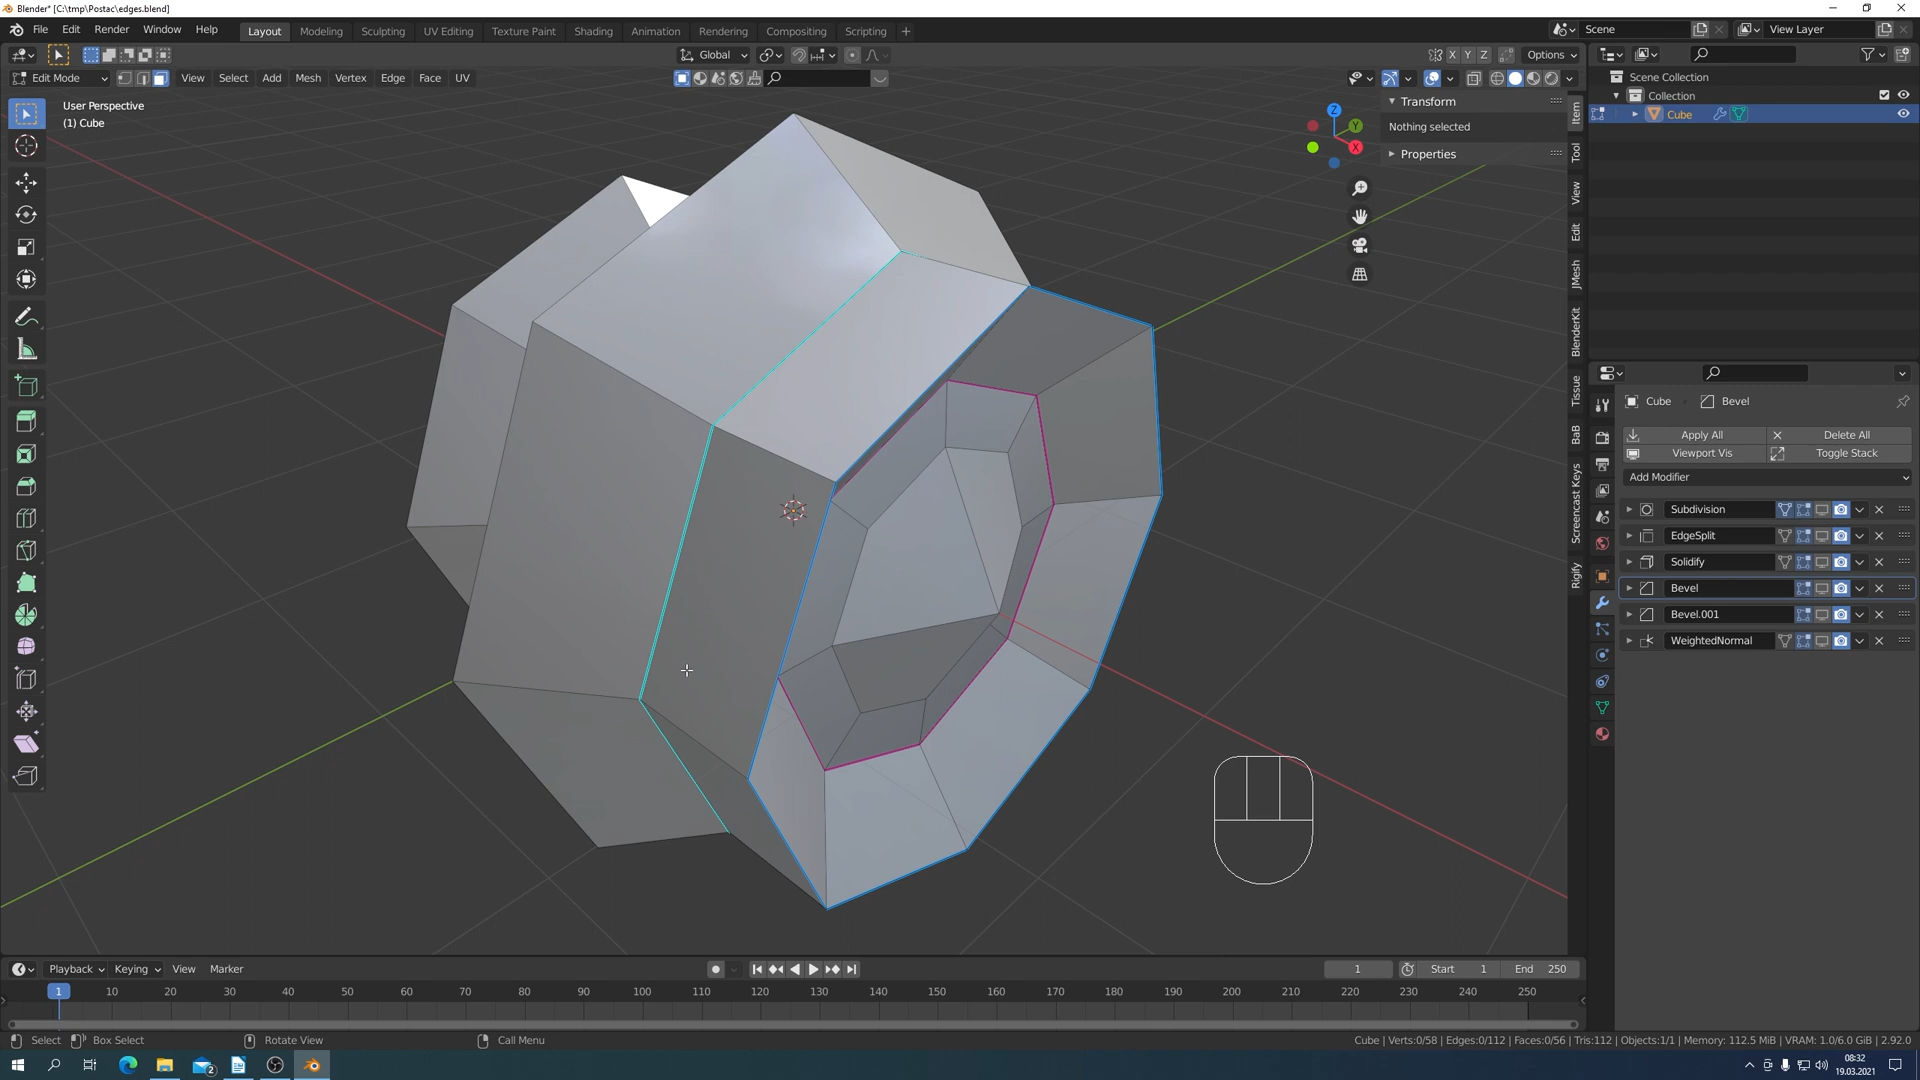 Blender* [C:\tmp\Postac\edges.blend]
File Edit Render Window Help Layout Modeling Sculpting UV Editing Texture Paint Shading Animation Rendering Compositing Scripting + Scene View Layer
Global X Y Z Options
Edit Mode View Select Add Mesh Vertex Edge Face UV
User Perspective
(1) Cube
Transform
Nothing selected
Properties
Z
Y
X
Item
Tool
View
Edit
JMesh
BlenderKit
Tissue
BaB
Screencast Keys
Rigify
Scene Collection
Collection
Cube
Cube Bevel
Apply All Delete All
Viewport Vis Toggle Stack
Add Modifier
Subdivision
EdgeSplit
Solidify
Bevel
Bevel.001
WeightedNormal
Playback Keying View Marker 1 Start 1 End 250
1 10 20 30 40 50 60 70 80 90 100 110 120 130 140 150 160 170 180 190 200 210 220 230 240 250
Select Box Select Rotate View Call Menu Cube | Verts:0/58 | Edges:0/112 | Faces:0/56 | Tris:112 | Objects:1/1 | Memory: 112.5 MiB | VRAM: 1.0/6.0 GiB | 2.92.0
2
08:32
19.03.2021